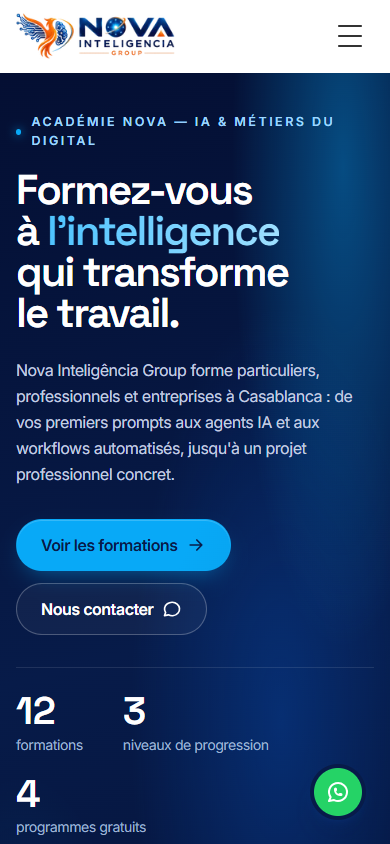 NOVA
INTELIGENCIA
GROUP
ACADÉMIE NOVA — IA & MÉTIERS DU
DIGITAL
Formez-vous
à l'intelligence
qui transforme
le travail.
Nova Inteligência Group forme particuliers,
professionnels et entreprises à Casablanca : de
vos premiers prompts aux agents IA et aux
workflows automatisés, jusqu'à un projet
professionnel concret.
Voir les formations →
Nous contacter
12
formations
3
niveaux de progression
4
programmes gratuits